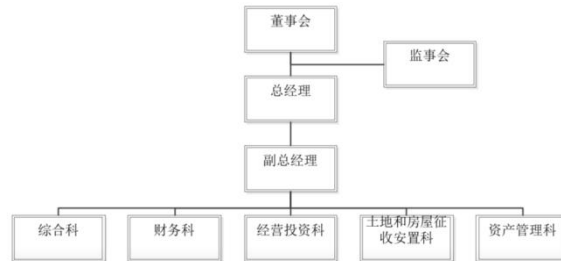 董事会
监事会
总经理
副总经理
综合科
财务科
经营投资科
土地和房屋征
收安置科
资产管理科